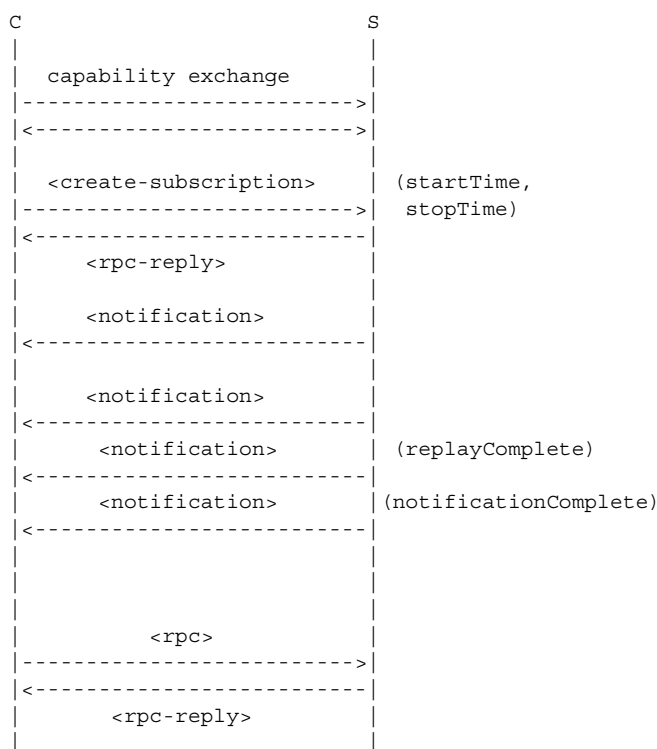 C                            S
|                            |
|  capability exchange       |
|--------------------------->|
|<-------------------------->|
|                            |
|  <create-subscription>     | (startTime,
|--------------------------->|  stopTime)
|<---------------------------|
|     <rpc-reply>            |
|                            |
|     <notification>         |
|<---------------------------|
|                            |
|     <notification>         |
|<---------------------------|
|      <notification>        | (replayComplete)
|<---------------------------|
|      <notification>        |(notificationComplete)
|<---------------------------|
|                            |
|                            |
|                            |
|          <rpc>             |
|--------------------------->|
|<---------------------------|
|       <rpc-reply>          |
|                            |